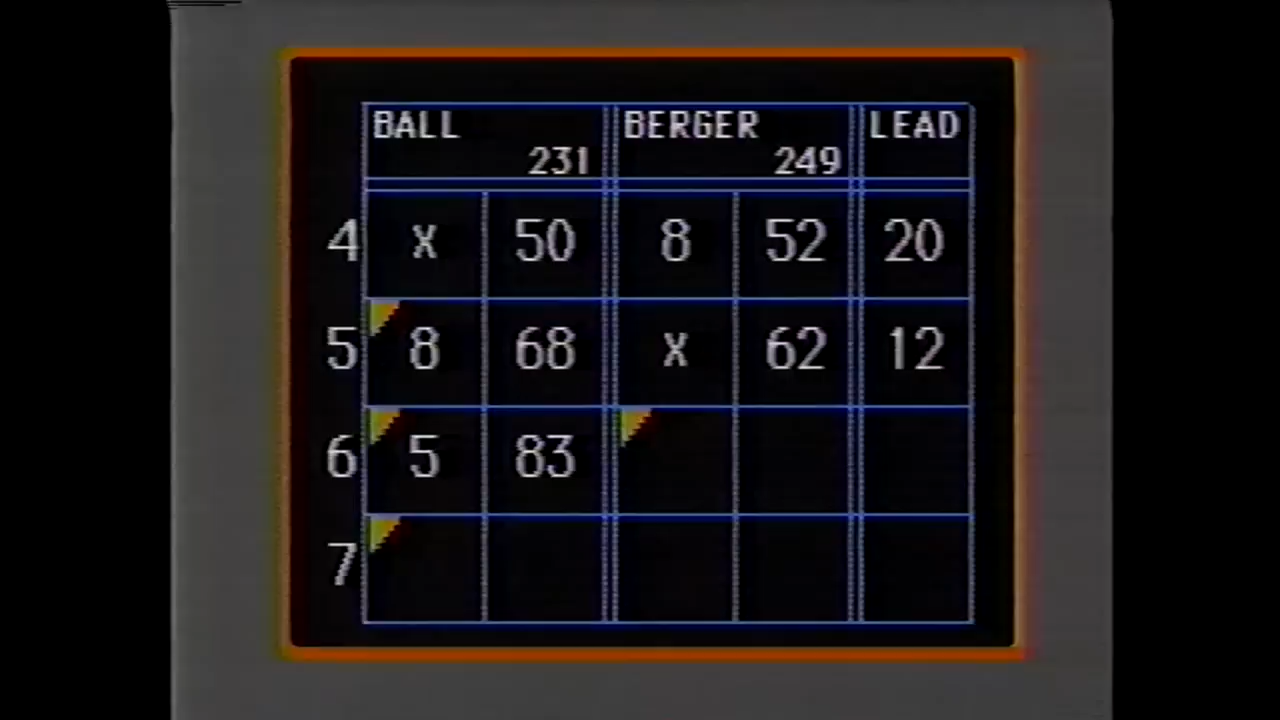 BALL BERGER LEAD
231 249
4 X 50 8 52 20
5 8 68 X 62 12
6 5 83
7